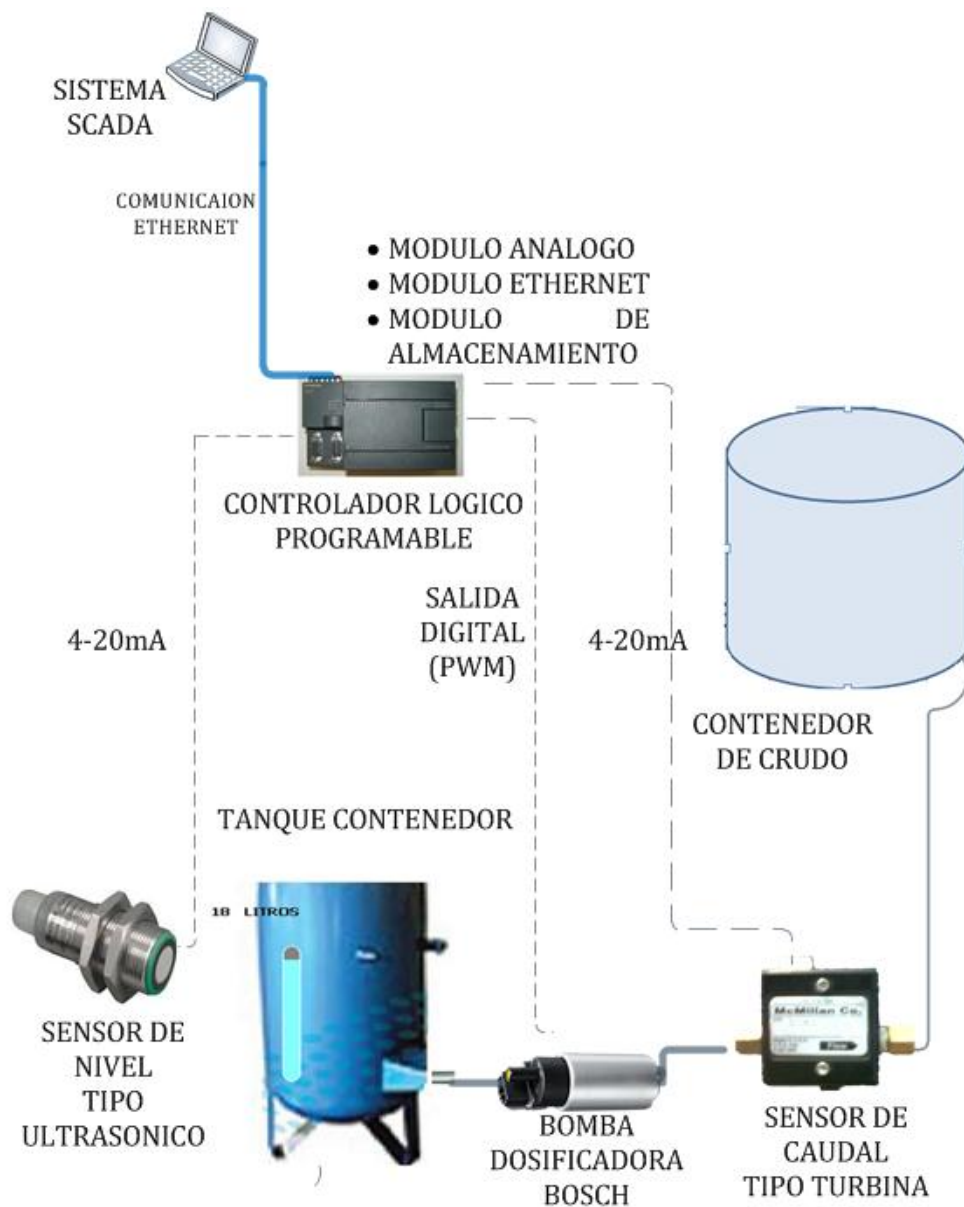 SISTEMA
SCADA
COMUNICAION
ETHERNET
• MODULO ANALOGO
• MODULO ETHERNET
• MODULO DE
ALMACENAMIENTO
CONTROLADOR LOGICO
PROGRAMABLE
4-20mA
SALIDA
DIGITAL
(PWM)
4-20mA
CONTENEDOR
DE CRUDO
TANQUE CONTENEDOR
18 LITROS
SENSOR DE
NIVEL
TIPO
ULTRASONICO
)
BOMBA
DOSIFICADORA
BOSCH
McMillan Co.
Flow
SENSOR DE
CAUDAL
TIPO TURBINA